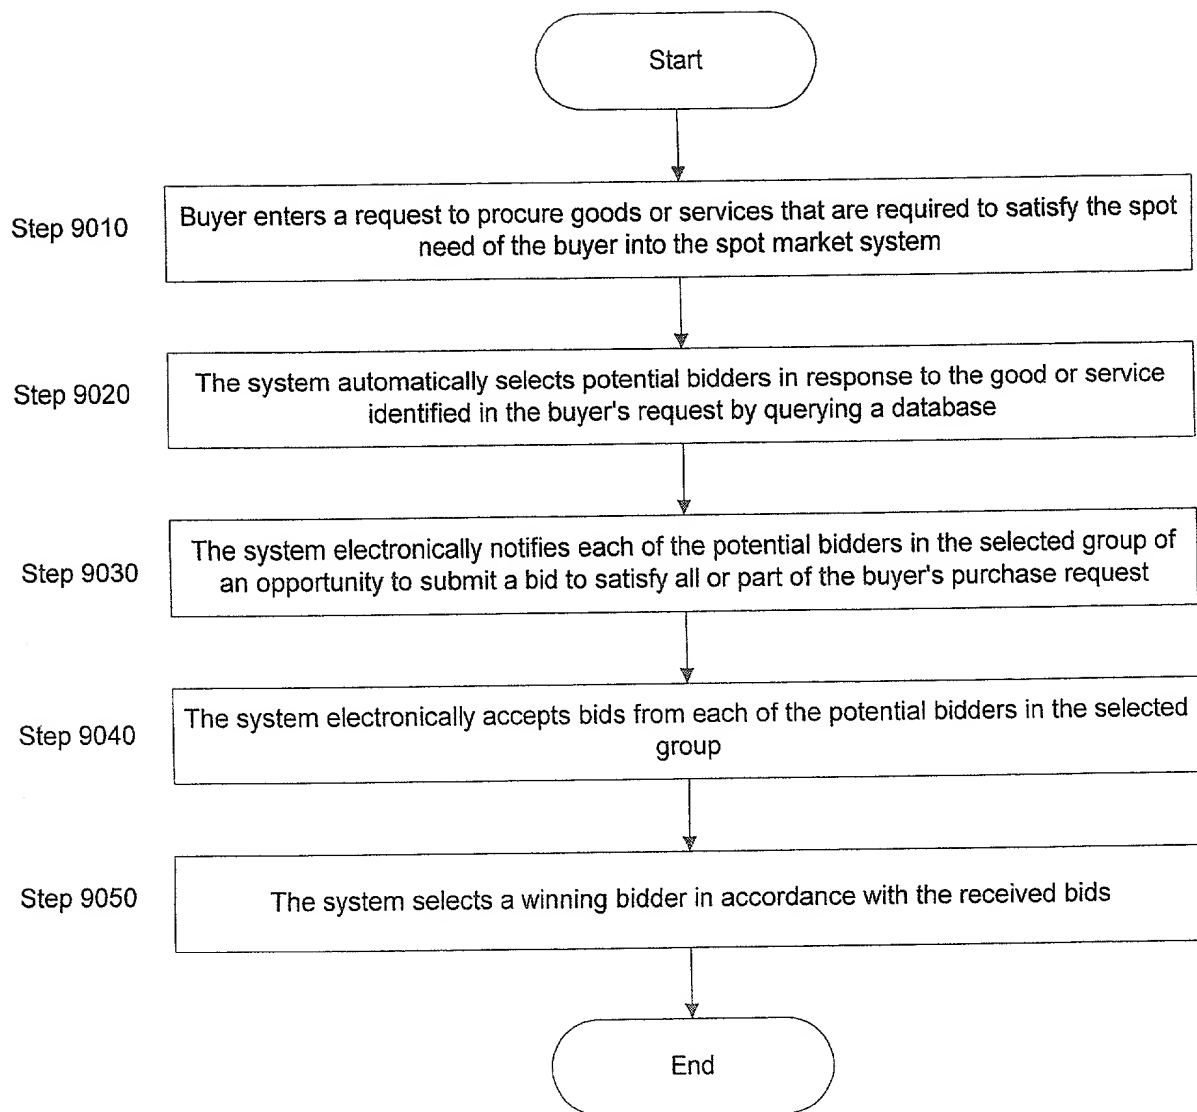 Start
Step 9010
Buyer enters a request to procure goods or services that are required to satisfy the spot
need of the buyer into the spot market system
Step 9020
The system automatically selects potential bidders in response to the good or service
identified in the buyer's request by querying a database
Step 9030
The system electronically notifies each of the potential bidders in the selected group of
an opportunity to submit a bid to satisfy all or part of the buyer's purchase request
Step 9040
The system electronically accepts bids from each of the potential bidders in the selected
group
Step 9050
The system selects a winning bidder in accordance with the received bids
End